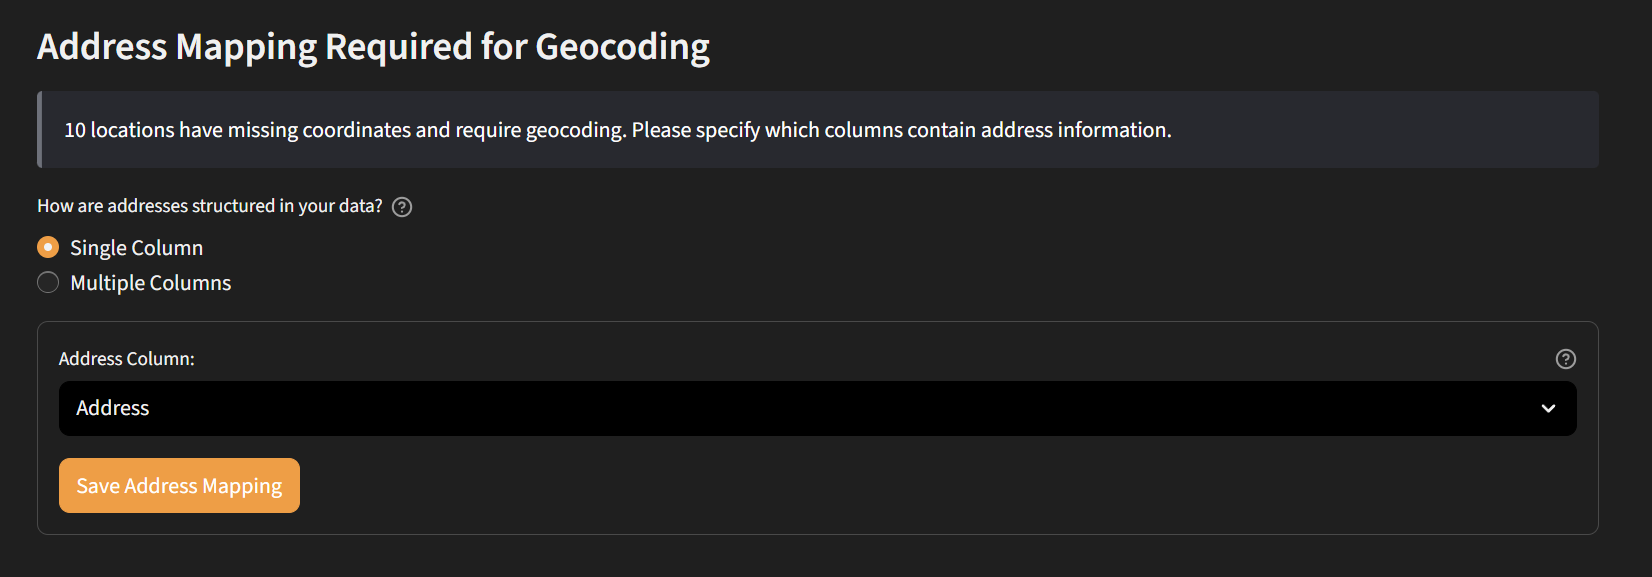 Address Mapping Required for Geocoding
10 locations have missing coordinates and require geocoding. Please specify which columns contain address information.
How are addresses structured in your data?
Single Column
Multiple Columns
Address Column:
Address
Save Address Mapping